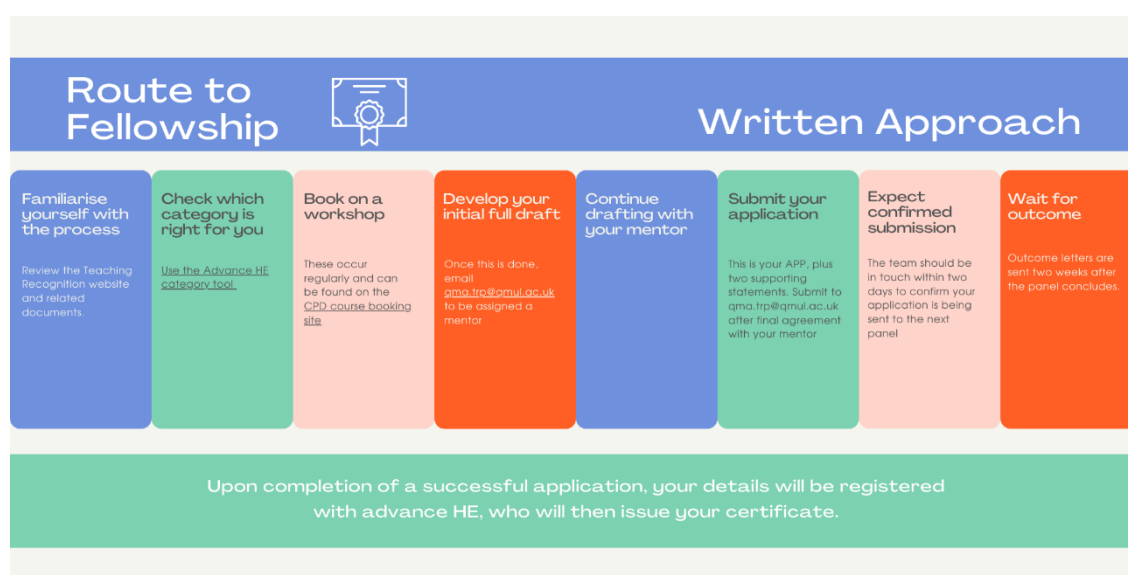 Route to
Fellowship
Written Approach
Familiarise
yourself with
the process
Review the Teaching
Recognition website
and related
documents.
Check which
category is
right for you
Use the Advance HE
category tool
Book on a
workshop
These occur
regularly and can
be found on the
CPD course booking
site
Develop your
initial full draft
Once this is done,
email
qma.trp@qmul.ac.uk
to be assigned a
mentor
Continue
drafting with
your mentor
Submit your
application
This is your APP, plus
two supporting
statements. Submit to
qma.trp@qmul.ac.uk
after final agreement
with your mentor
Expect
confirmed
submission
The team should be
in touch within two
days to confirm your
application is being
sent to the next
panel
Wait for
outcome
Outcome letters are
sent two weeks after
the panel concludes.
Upon completion of a successful application, your details will be registered
with advance HE, who will then issue your certificate.